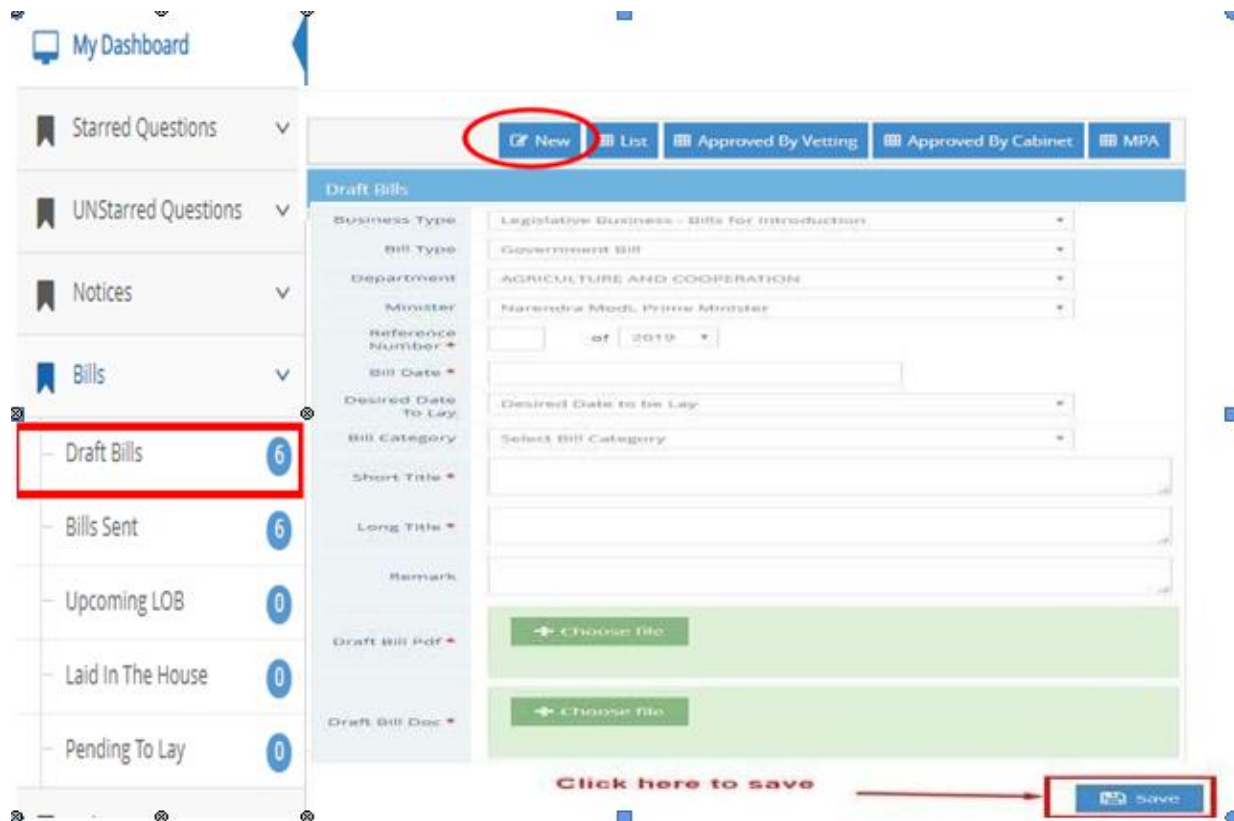 My Dashboard
Starred Questions
UNStarred Questions
Notices
Bills
Draft Bills 6
Bills Sent 6
Upcoming LOB 0
Laid In The House 0
Pending To Lay 0
New List Approved By Vetting Approved By Cabinet MPA
Draft Bills
Business Type Legislative Business - Bills for Introduction
Bill Type Government Bill
Department AGRICULTURE AND COOPERATION
Minister Narendra Modi, Prime Minister
Reference
Number * of 2019
Bill Date *
Desired Date
To Lay Desired Date to be Lay
Bill Category Select Bill Category
Short Title *
Long Title *
Remark
Draft Bill Pdf * + Choose file
Draft Bill Doc * + Choose file
Click here to save
Save